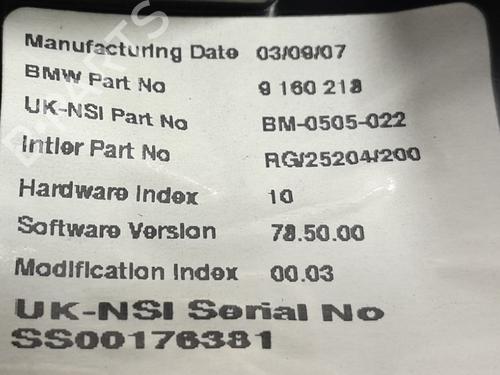 Manufacturing Date 03/09/07
BMW Part No 9 160 218
UK-NSI Part No BM-0505-022
Intier Part No RG/25204/200
Hardware Index 10
Software Version 78.50.00
Modification Index 00.03
UK-NSI Serial No
SS00176381